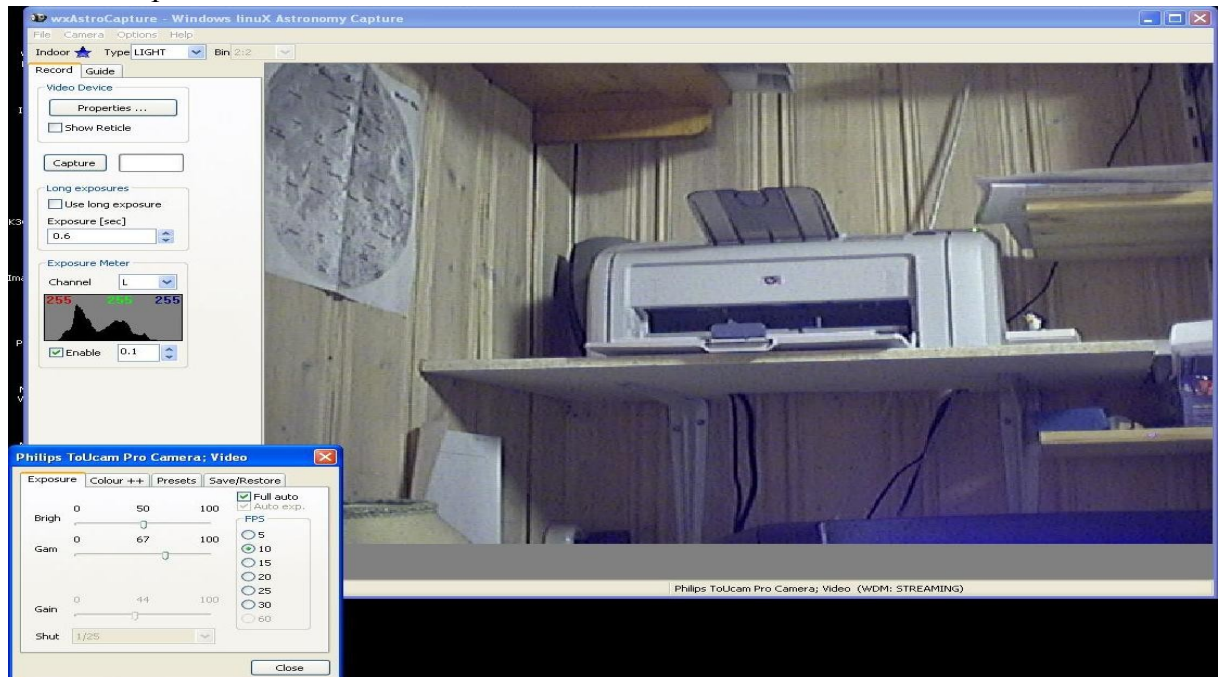 wxAstroCapture - Windows linuX Astronomy Capture
File Camera Options Help
Indoor Type LIGHT Bin 2:2
Record Guide
Video Device
Properties ...
Show Reticle
Capture
Long exposures
Use long exposure
Exposure [sec]
0.6
Exposure Meter
Channel L
255 255 255
Enable 0.1
hp
Philips ToUcam Pro Camera; Video (WDM: STREAMING)
Philips ToUcam Pro Camera; Video
Exposure Colour ++ Presets Save/Restore
Full auto
Auto exp.
0 50 100
Brigh
FPS
5
0 67 100
Gam
10
15
20
25
0 44 100
Gain
30
60
Shut 1/25
Close